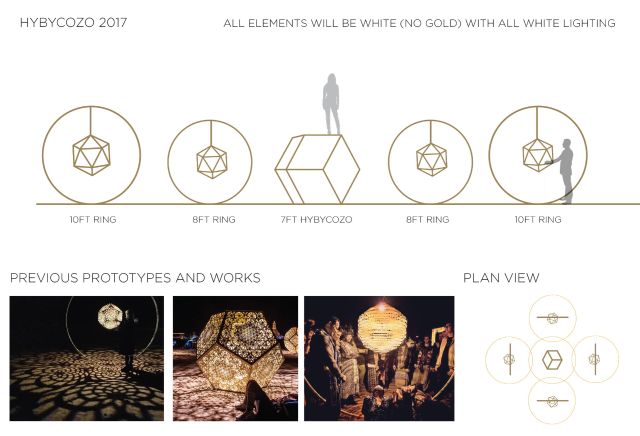 HYBYCOZO 2017
ALL ELEMENTS WILL BE WHITE (NO GOLD) WITH ALL WHITE LIGHTING
10FT RING
8FT RING
7FT HYBYCOZO
8FT RING
10FT RING
PREVIOUS PROTOTYPES AND WORKS
PLAN VIEW